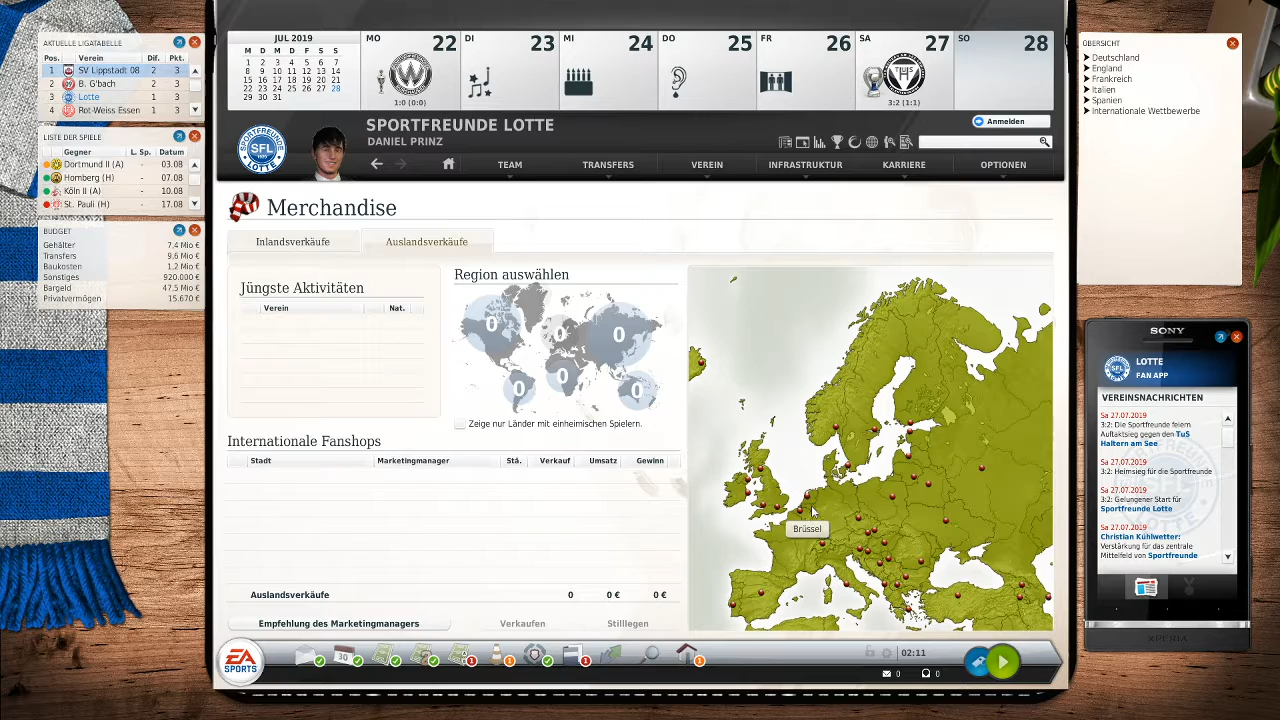 AKTUELLE LIGATABELLE
Pos. Verein Dif. Pkt.
1 SV Lippstadt 08 2 3
2 B. G'bach 2 3
3 Lotte 1 3
4 Rot-Weiss Essen 1 3
LISTE DER SPIELE
Gegner L. Sp. Datum
Dortmund II (A) - 03.08
Homberg (H) - 07.08
Köln II (A) - 10.08
St. Pauli (H) - 17.08
BUDGET
Gehälter 7,4 Mio €
Transfers 9,6 Mio €
Baukosten 1,2 Mio €
Sonstiges 920.000 €
Bargeld 47,5 Mio €
Privatvermögen 15.670 €
JUL 2019
M D M D F S S
1 2 3 4 5 6 7
8 9 10 11 12 13 14
15 16 17 18 19 20 21
22 23 24 25 26 27 28
29 30 31
MO 22
1:0 (0:0)
DI 23
MI 24
DO 25
FR 26
SA 27
3:2 (1:1)
SO 28
SPORTFREUNDE LOTTE
DANIEL PRINZ
SPORTFREUNDE
SFL
LOTTE
Anmelden
TEAM TRANSFERS VEREIN INFRASTRUKTUR KARRIERE OPTIONEN
Merchandise
Inlandsverkäufe Auslandsverkäufe
Jüngste Aktivitäten
Verein Nat.
Region auswählen
0
0
0
0
0
0
Zeige nur Länder mit einheimischen Spielern.
Internationale Fanshops
Stadt Marketingmanager Stä. Verkauf Umsatz Gewinn
Auslandsverkäufe 0 0 € 0 €
Empfehlung des Marketingmanagers Verkaufen Stilllegen
Brüssel
EA
SPORTS
30
1
1
1
1
02:11
0 0
ÜBERSICHT
Deutschland
England
Frankreich
Italien
Spanien
Internationale Wettbewerbe
SONY
LOTTE
FAN APP
VEREINSNACHRICHTEN
Sa 27.07.2019
3:2: Die Sportfreunde feiern
Auftaktsieg gegen den TuS
Haltern am See
Sa 27.07.2019
3:2: Heimsieg für die Sportfreunde
Sa 27.07.2019
3:2: Gelungener Start für
Sportfreunde Lotte
Sa 27.07.2019
Christian Kühlwetter:
Verstärkung für das zentrale
Mittelfeld von Sportfreunde
XPERIA